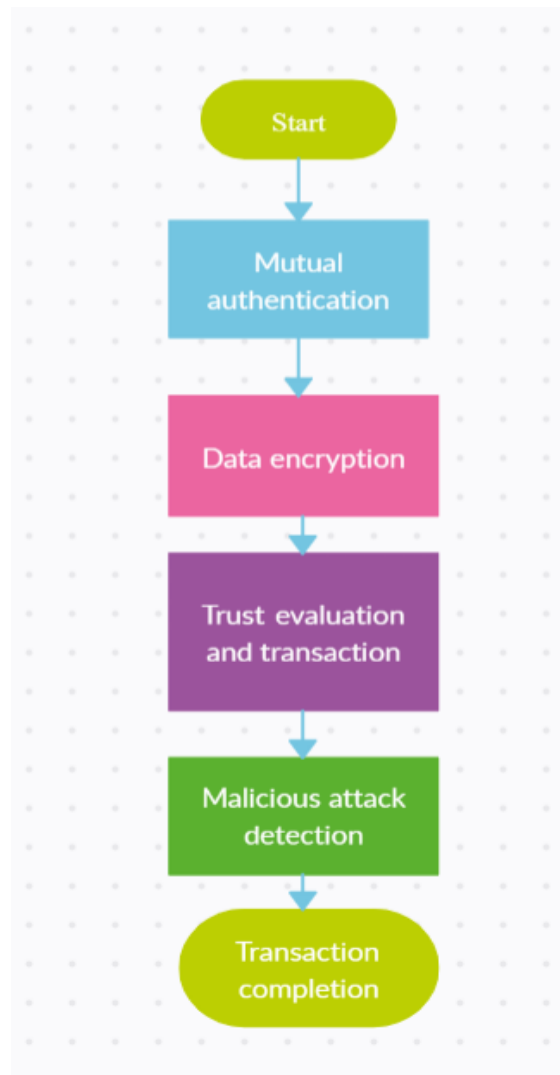 Start
Mutual
authentication
Data encryption
Trust evaluation
and transaction
Malicious attack
detection
Transaction
completion